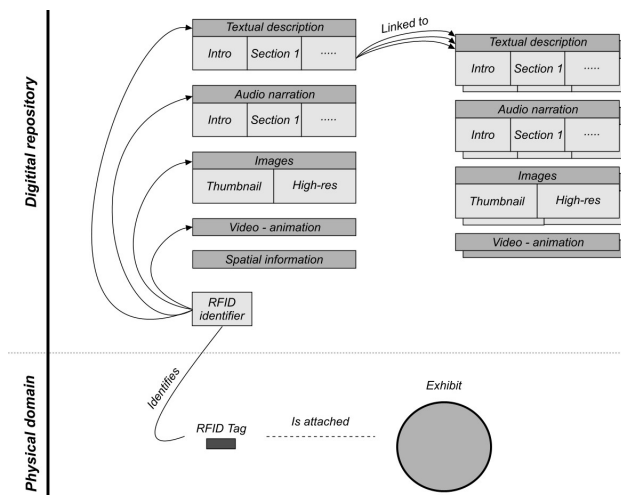 Digitital repository
Textual description
Intro
Section 1
.....
Audio narration
Intro
Section 1
.....
Images
Thumbnail
High-res
Video - animation
Spatial information
RFID
identifier
Linked to
Textual description
Intro
Section 1
.....
Audio narration
Intro
Section 1
.....
Images
Thumbnail
High-res
Video - animation
Physical domain
Identifies
RFID Tag
Is attached
Exhibit